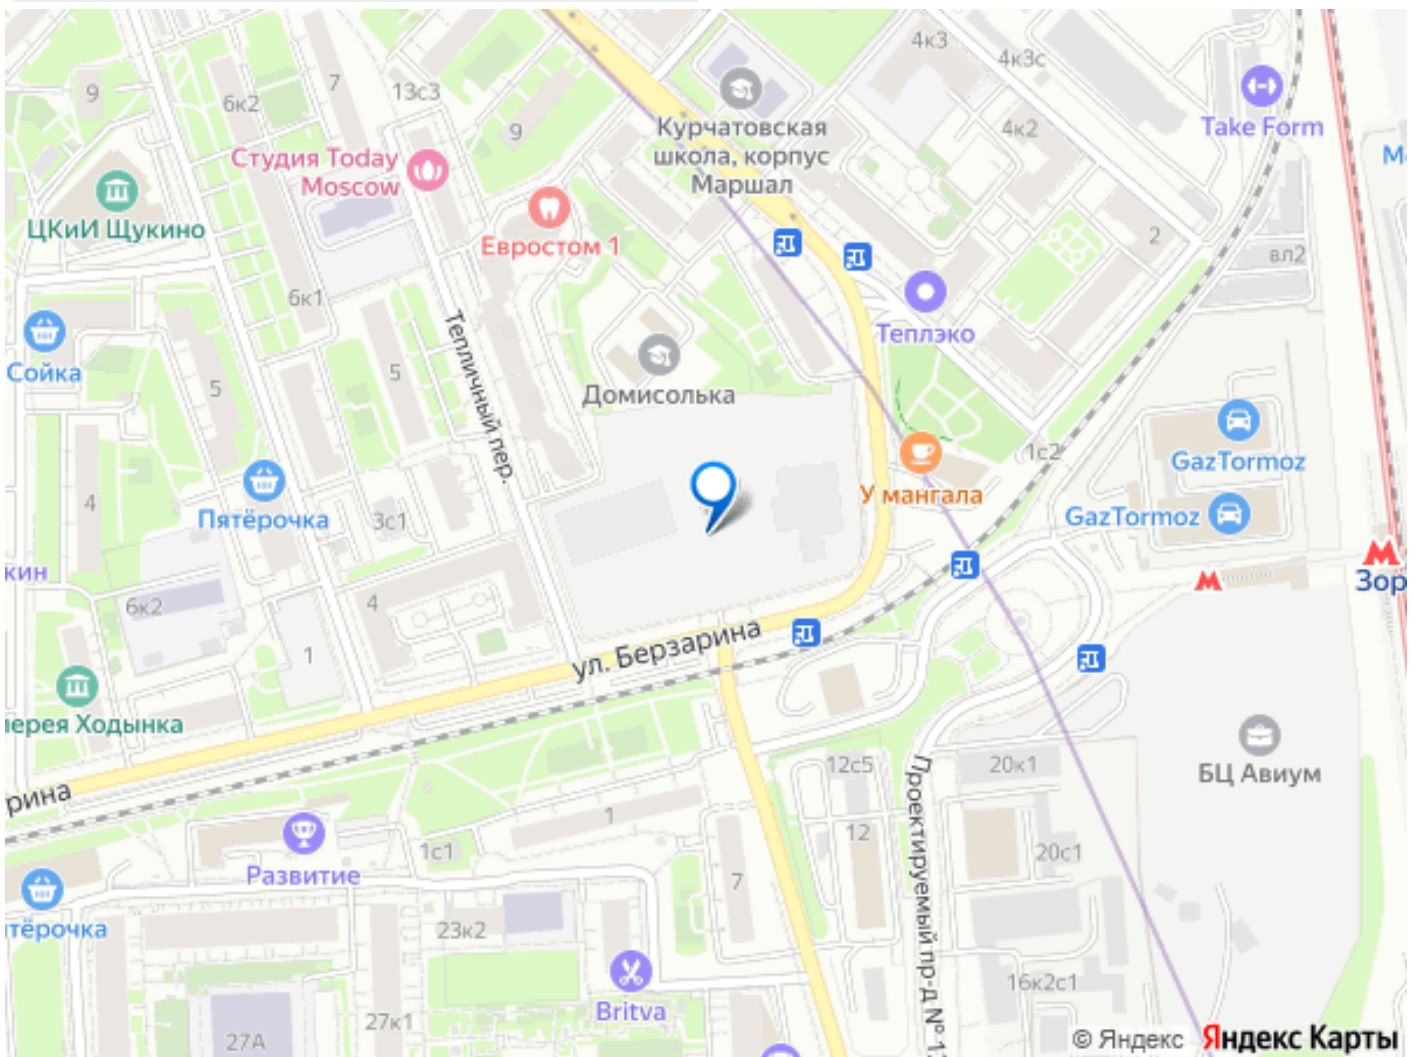 4к3
4к3с
9
6к2
7
13с3
9
Take Form
Курчатовская
школа, корпус
Маршал
4к2
Студия Today
Moscow
М
ЦКиИ Щукино
Евростом 1
2
вл2
6к1
Теплэко
Тепличный пер.
Сойка
5
5
Домисолька
1с2
GazTormoz
У мангала
4
Пятёрочка
3с1
GazTormoz
кин
Зор
6к2
4
1
ул. Берзарина
лерея Ходынка
БЦ Авиум
12с5
20к1
рина
Проектируемый пр-д № 1
1
12
1с1
20с1
Развитие
7
тёрочка
23к2
16к2с1
Britva
27к1
27А
© Яндекс
Яндекс Карты